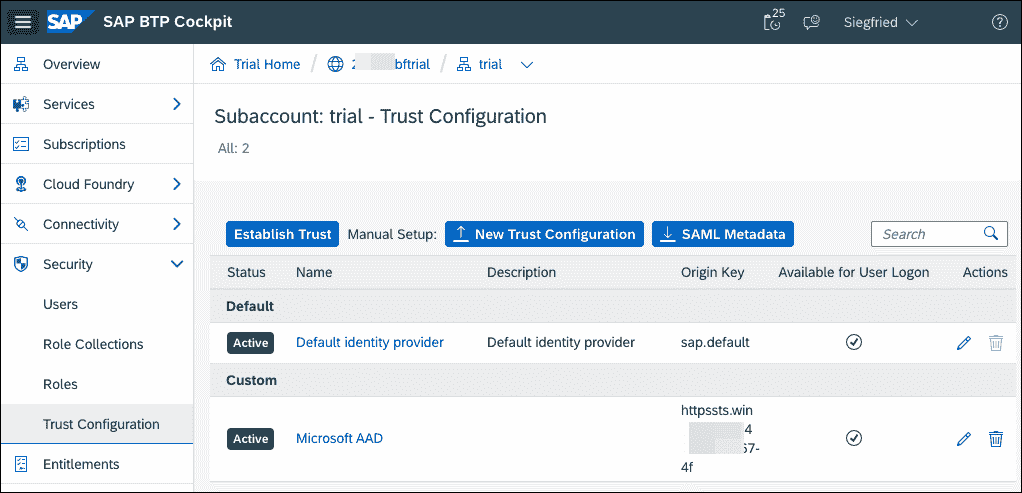 SAP SAP BTP Cockpit 25 Siegfried
Overview
Services
Subscriptions
Cloud Foundry
Connectivity
Security
Users
Role Collections
Roles
Trust Configuration
Entitlements
Trial Home / bftrial / trial
Subaccount: trial - Trust Configuration
All: 2
Establish Trust Manual Setup: New Trust Configuration SAML Metadata Search
Status Name Description Origin Key Available for User Logon Actions
Default
Active Default identity provider Default identity provider sap.default
Custom
httpssts.win
4
Active Microsoft AAD
67-
4f